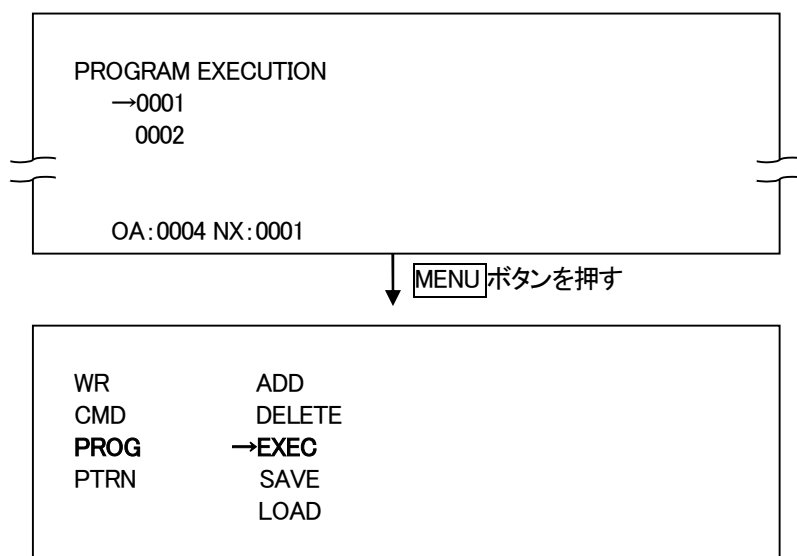 PROGRAM EXECUTION
→0001
0002
OA:0004 NX:0001
MENUボタンを押す
WR ADD
CMD DELETE
PROG →EXEC
PTRN SAVE
LOAD